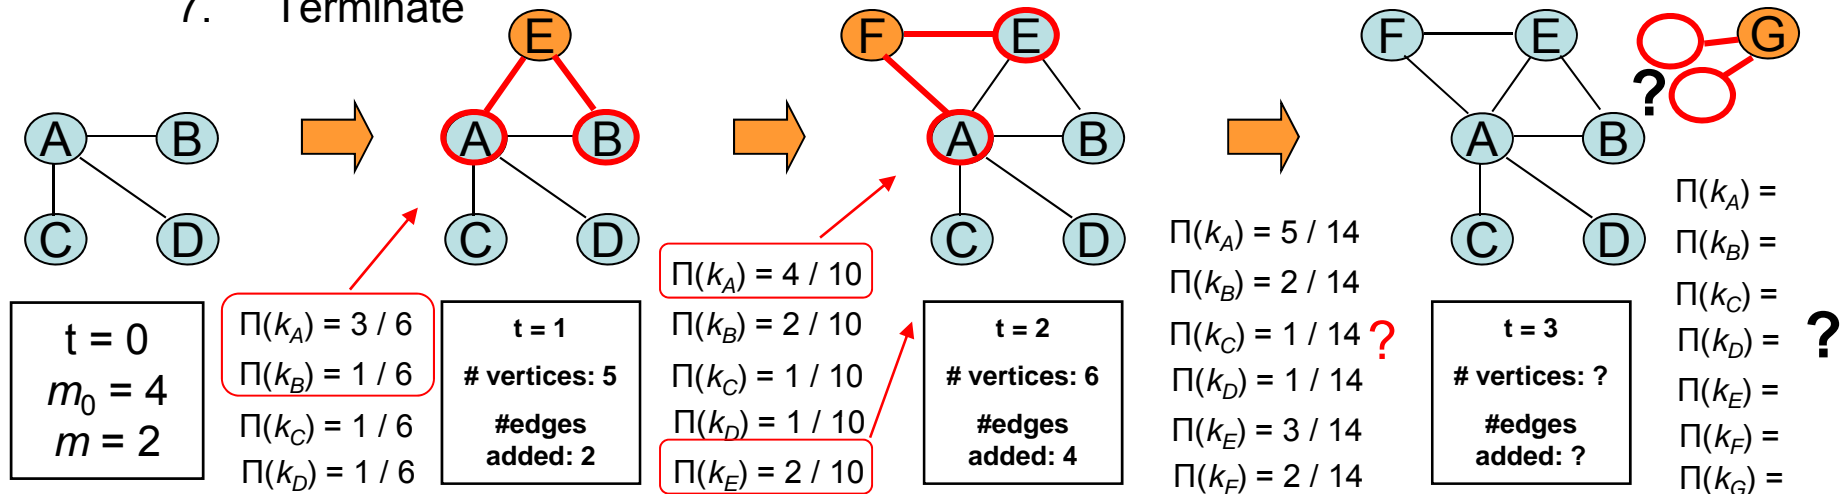 7. Terminate
A
B
C
D
t = 0
m0 = 4
m = 2
Π(kA) = 3 / 6
Π(kB) = 1 / 6
Π(kC) = 1 / 6
Π(kD) = 1 / 6
E
A
B
C
D
t = 1
# vertices: 5
#edges
added: 2
Π(kA) = 4 / 10
Π(kB) = 2 / 10
Π(kC) = 1 / 10
Π(kD) = 1 / 10
Π(kE) = 2 / 10
F
E
A
B
C
D
t = 2
# vertices: 6
#edges
added: 4
Π(kA) = 5 / 14
Π(kB) = 2 / 14
Π(kC) = 1 / 14 ?
Π(kD) = 1 / 14
Π(kE) = 3 / 14
Π(kF) = 2 / 14
F
E
G
?
A
B
C
D
t = 3
# vertices: ?
#edges
added: ?
Π(kA) =
Π(kB) =
Π(kC) =
Π(kD) = ?
Π(kE) =
Π(kF) =
Π(kG) =